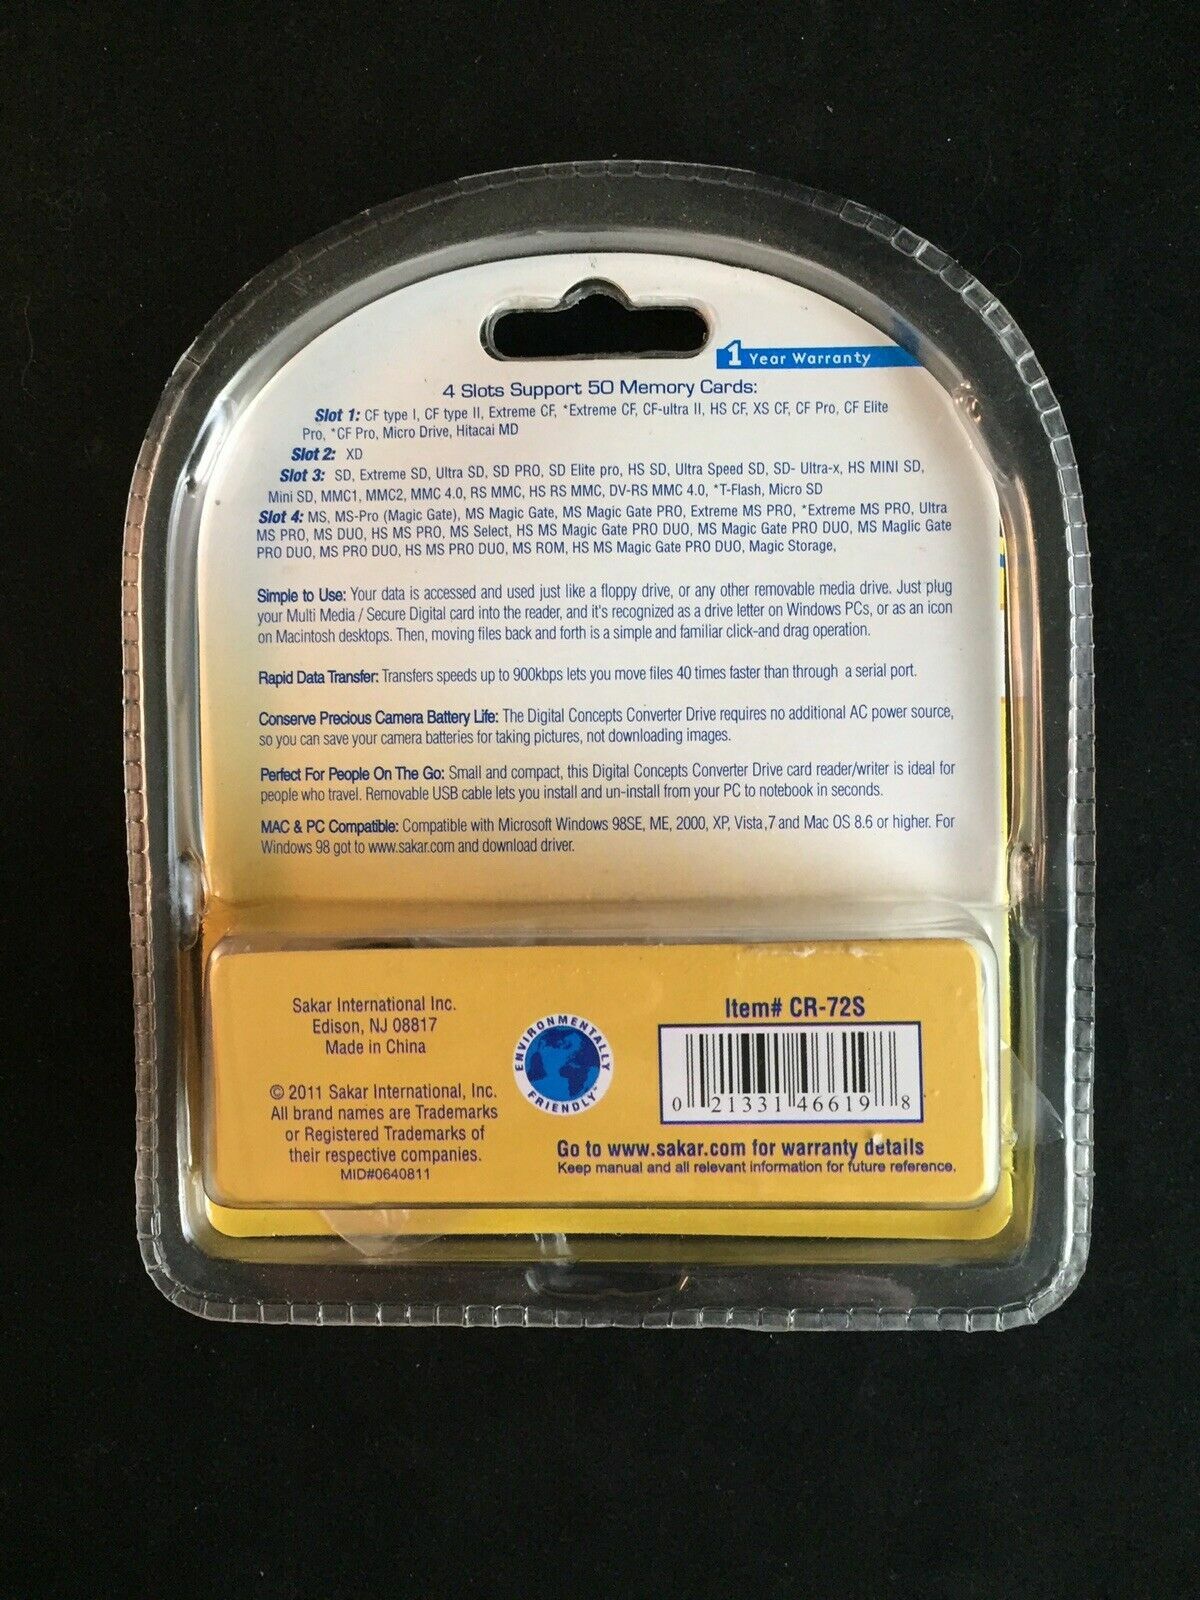 1 Year Warranty
4 Slots Support 50 Memory Cards:
Slot 1: CF type I, CF type II, Extreme CF, *Extreme CF, CF-ultra II, HS CF, XS CF, CF Pro, CF Elite
Pro, *CF Pro, Micro Drive, Hitacai MD
Slot 2: XD
Slot 3: SD, Extreme SD, Ultra SD, SD PRO, SD Elite pro, HS SD, Ultra Speed SD, SD- Ultra-x, HS MINI SD,
Mini SD, MMC1, MMC2, MMC 4.0, RS MMC, HS RS MMC, DV-RS MMC 4.0, *T-Flash, Micro SD
Slot 4: MS, MS-Pro (Magic Gate), MS Magic Gate, MS Magic Gate PRO, Extreme MS PRO, *Extreme MS PRO, Ultra
MS PRO, MS DUO, HS MS PRO, MS Select, HS MS Magic Gate PRO DUO, MS Magic Gate PRO DUO, MS Maglic Gate
PRO DUO, MS PRO DUO, HS MS PRO DUO, MS ROM, HS MS Magic Gate PRO DUO, Magic Storage,
Simple to Use: Your data is accessed and used just like a floppy drive, or any other removable media drive. Just plug
your Multi Media / Secure Digital card into the reader, and it's recognized as a drive letter on Windows PCs, or as an icon
on Macintosh desktops. Then, moving files back and forth is a simple and familiar click-and drag operation.
Rapid Data Transfer: Transfers speeds up to 900kbps lets you move files 40 times faster than through a serial port.
Conserve Precious Camera Battery Life: The Digital Concepts Converter Drive requires no additional AC power source,
so you can save your camera batteries for taking pictures, not downloading images.
Perfect For People On The Go: Small and compact, this Digital Concepts Converter Drive card reader/writer is ideal for
people who travel. Removable USB cable lets you install and un-install from your PC to notebook in seconds.
MAC & PC Compatible: Compatible with Microsoft Windows 98SE, ME, 2000, XP, Vista,7 and Mac OS 8.6 or higher. For
Windows 98 got to www.sakar.com and download driver.
Sakar International Inc.
Edison, NJ 08817
Made in China
© 2011 Sakar International, Inc.
All brand names are Trademarks
or Registered Trademarks of
their respective companies.
MID#0640811
ENVIRONMENTALLY
FRIENDLY™
Item# CR-72S
0 21331 46619 8
Go to www.sakar.com for warranty details
Keep manual and all relevant information for future reference.